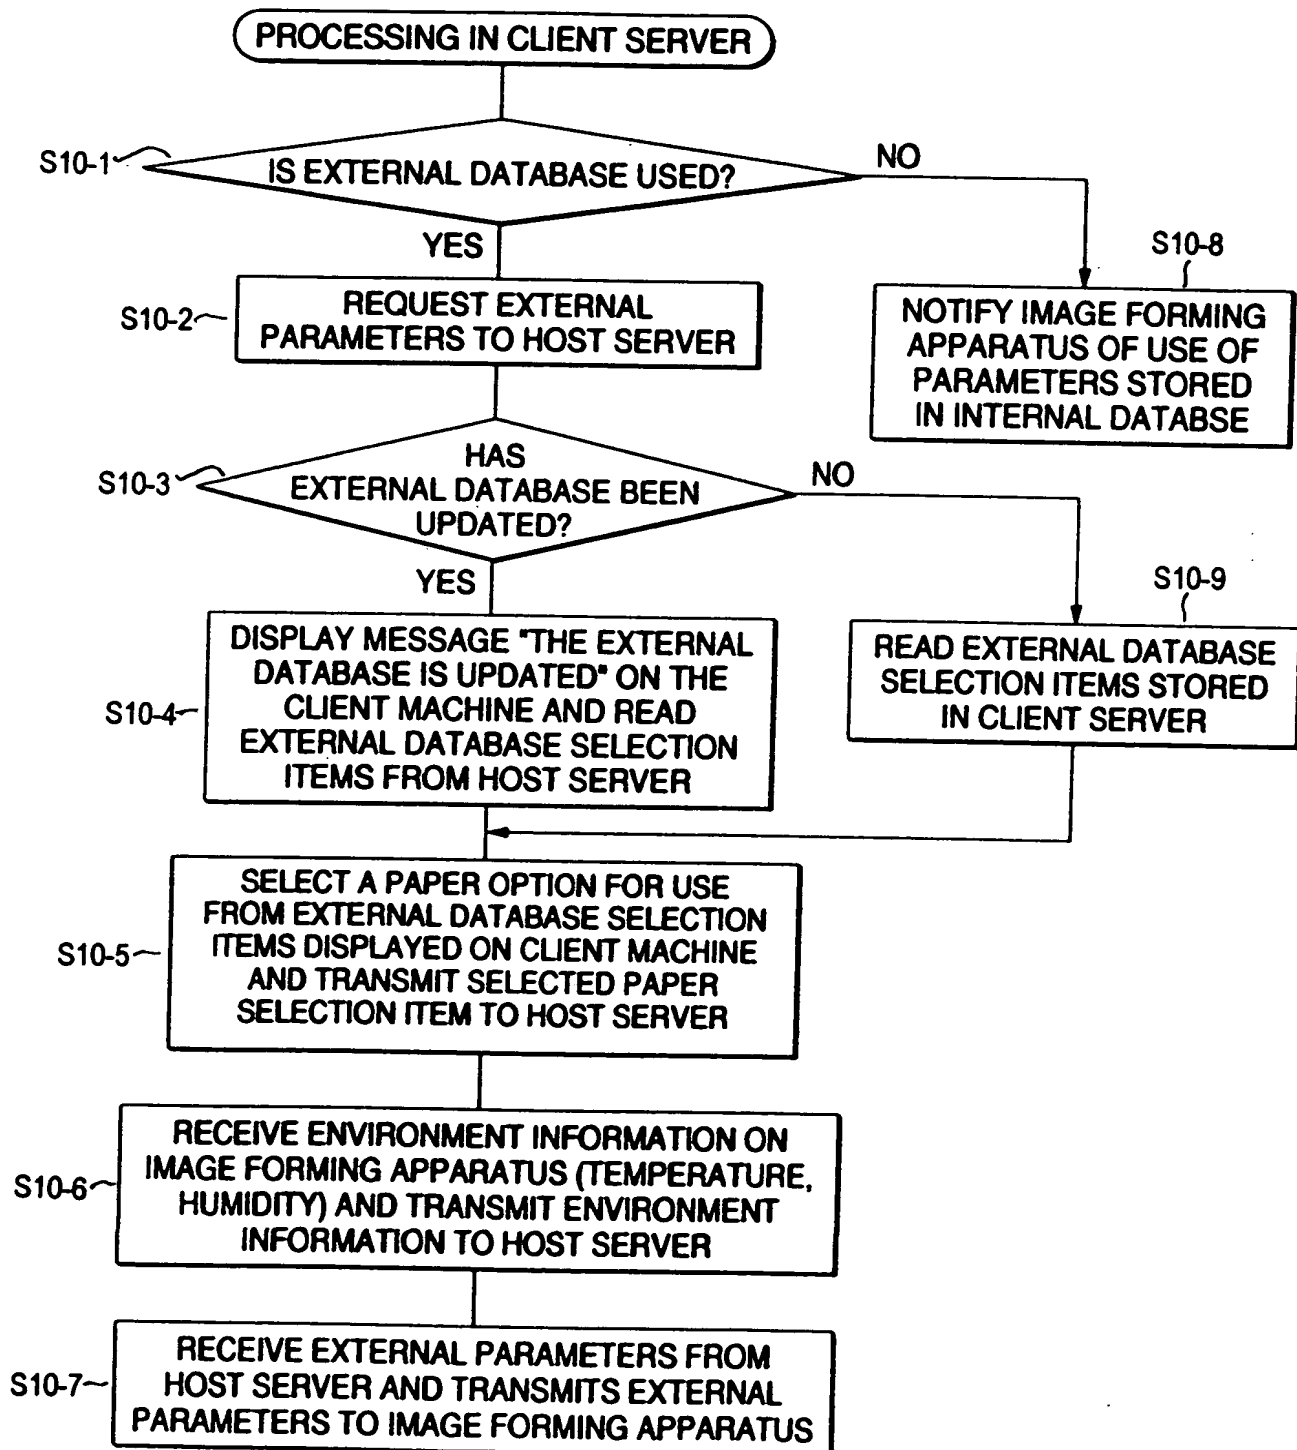 PROCESSING IN CLIENT SERVER
S10-1
IS EXTERNAL DATABASE USED?
NO
YES
S10-8
NOTIFY IMAGE FORMING
APPARATUS OF USE OF
PARAMETERS STORED
IN INTERNAL DATABSE
S10-2
REQUEST EXTERNAL
PARAMETERS TO HOST SERVER
S10-3
HAS
EXTERNAL DATABASE BEEN
UPDATED?
NO
YES
S10-9
READ EXTERNAL DATABASE
SELECTION ITEMS STORED
IN CLIENT SERVER
S10-4
DISPLAY MESSAGE "THE EXTERNAL
DATABASE IS UPDATED" ON THE
CLIENT MACHINE AND READ
EXTERNAL DATABASE SELECTION
ITEMS FROM HOST SERVER
S10-5
SELECT A PAPER OPTION FOR USE
FROM EXTERNAL DATABASE SELECTION
ITEMS DISPLAYED ON CLIENT MACHINE
AND TRANSMIT SELECTED PAPER
SELECTION ITEM TO HOST SERVER
S10-6
RECEIVE ENVIRONMENT INFORMATION ON
IMAGE FORMING APPARATUS (TEMPERATURE,
HUMIDITY) AND TRANSMIT ENVIRONMENT
INFORMATION TO HOST SERVER
S10-7
RECEIVE EXTERNAL PARAMETERS FROM
HOST SERVER AND TRANSMITS EXTERNAL
PARAMETERS TO IMAGE FORMING APPARATUS